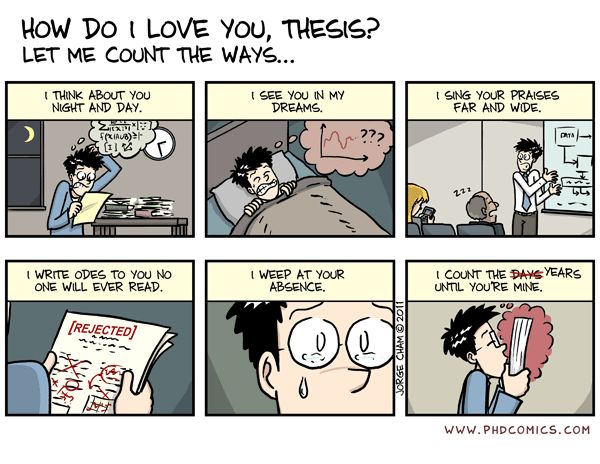 HOW DO I LOVE YOU, THESIS?
LET ME COUNT THE WAYS...
I THINK ABOUT YOU
NIGHT AND DAY.
I SEE YOU IN MY
DREAMS.
???
I SING YOUR PRAISES
FAR AND WIDE.
DATA
zzz
I WRITE ODES TO YOU NO
ONE WILL EVER READ.
[REJECTED]
I WEEP AT YOUR
ABSENCE.
I COUNT THE DAYS YEARS
UNTIL YOU'RE MINE.
JORGE CHAM © 2011
WWW.PHDCOMICS.COM